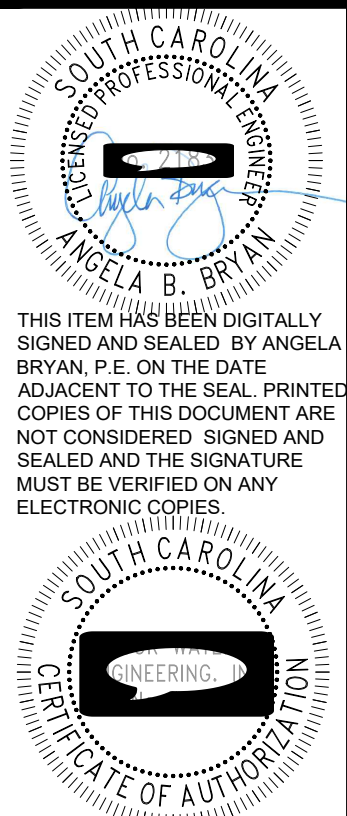 SOUTH CAROLINA
LICENSED PROFESSIONAL ENGINEER
ANGELA B. BRYAN
THIS ITEM HAS BEEN DIGITALLY
SIGNED AND SEALED BY ANGELA
BRYAN, P.E. ON THE DATE
ADJACENT TO THE SEAL. PRINTED
COPIES OF THIS DOCUMENT ARE
NOT CONSIDERED SIGNED AND
SEALED AND THE SIGNATURE
MUST BE VERIFIED ON ANY
ELECTRONIC COPIES.
SOUTH CAROLINA
CERTIFICATE OF AUTHORIZATION